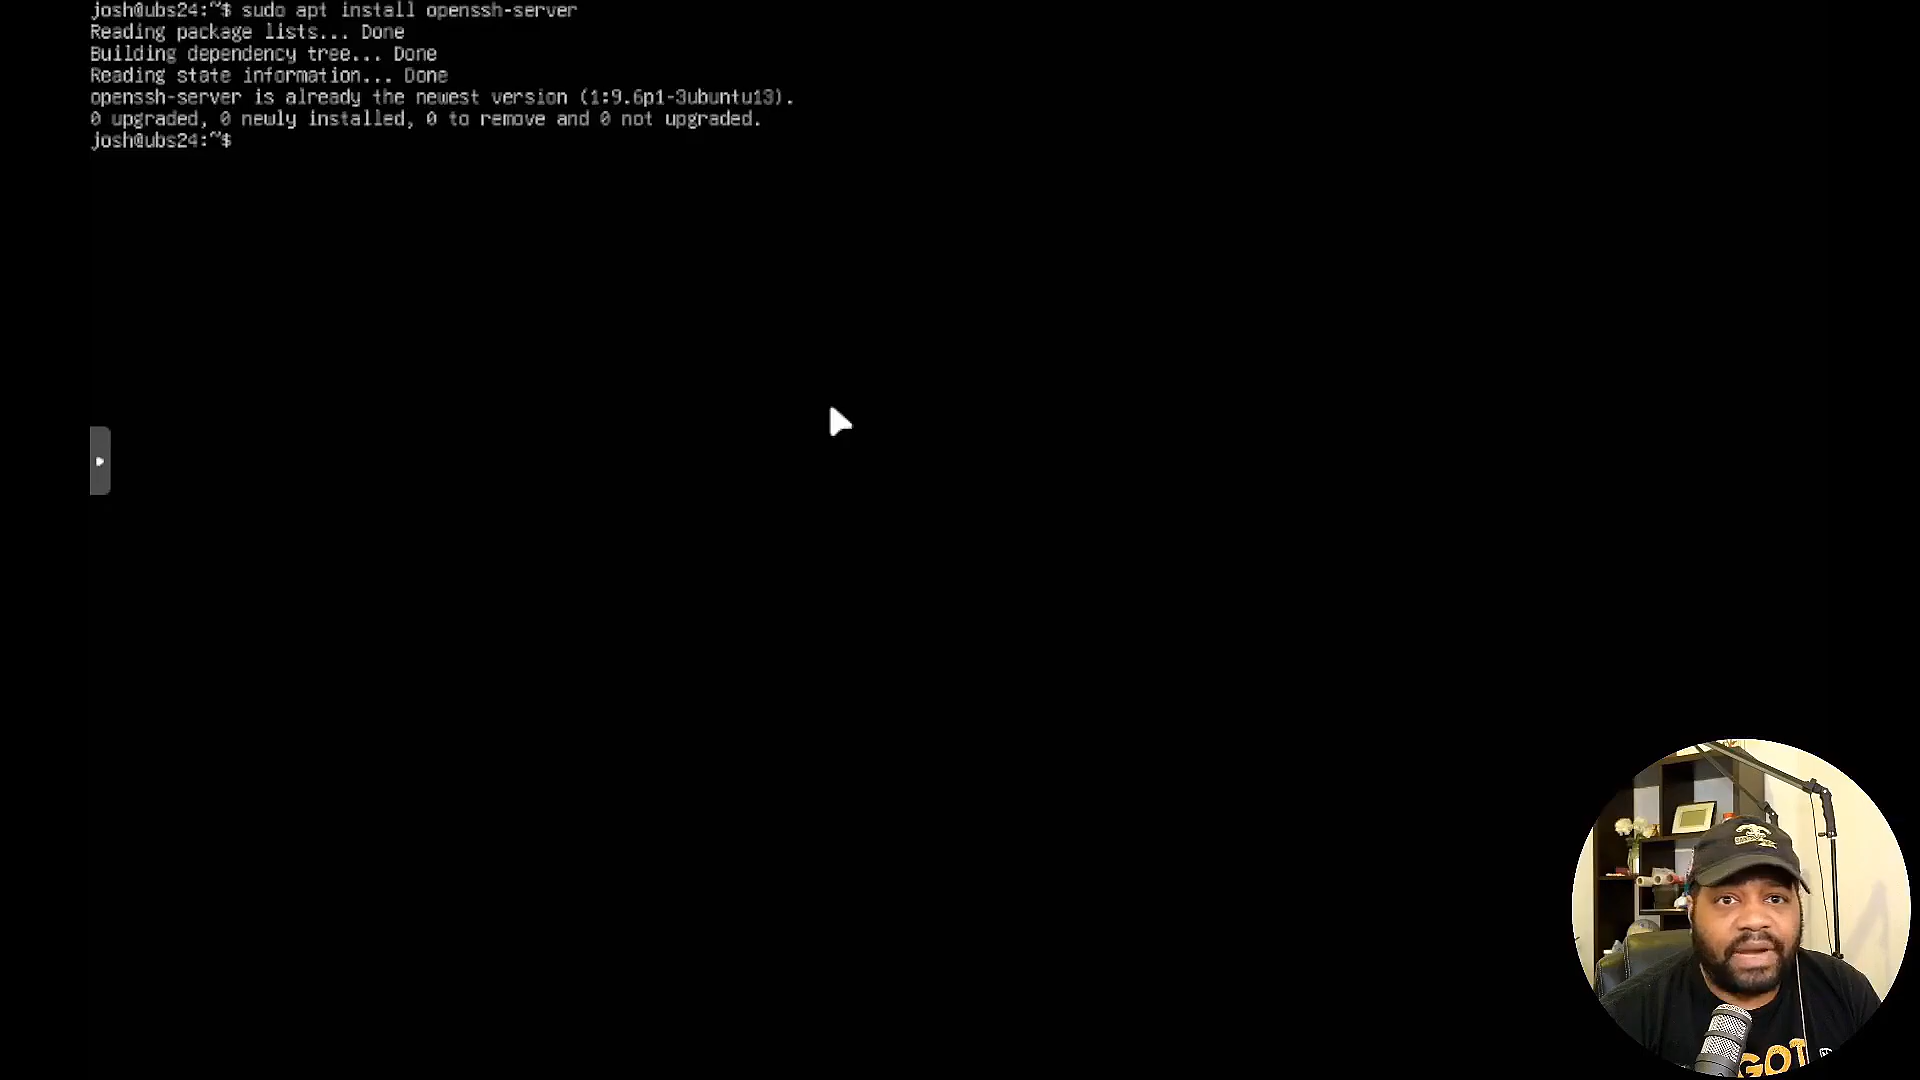 josh@ubs24:~$ sudo apt install openssh-server
Reading package lists... Done
Building dependency tree... Done
Reading state information... Done
openssh-server is already the newest version (1:9.6p1-3ubuntu13).
0 upgraded, 0 newly installed, 0 to remove and 0 not upgraded.
josh@ubs24:~$
GOT